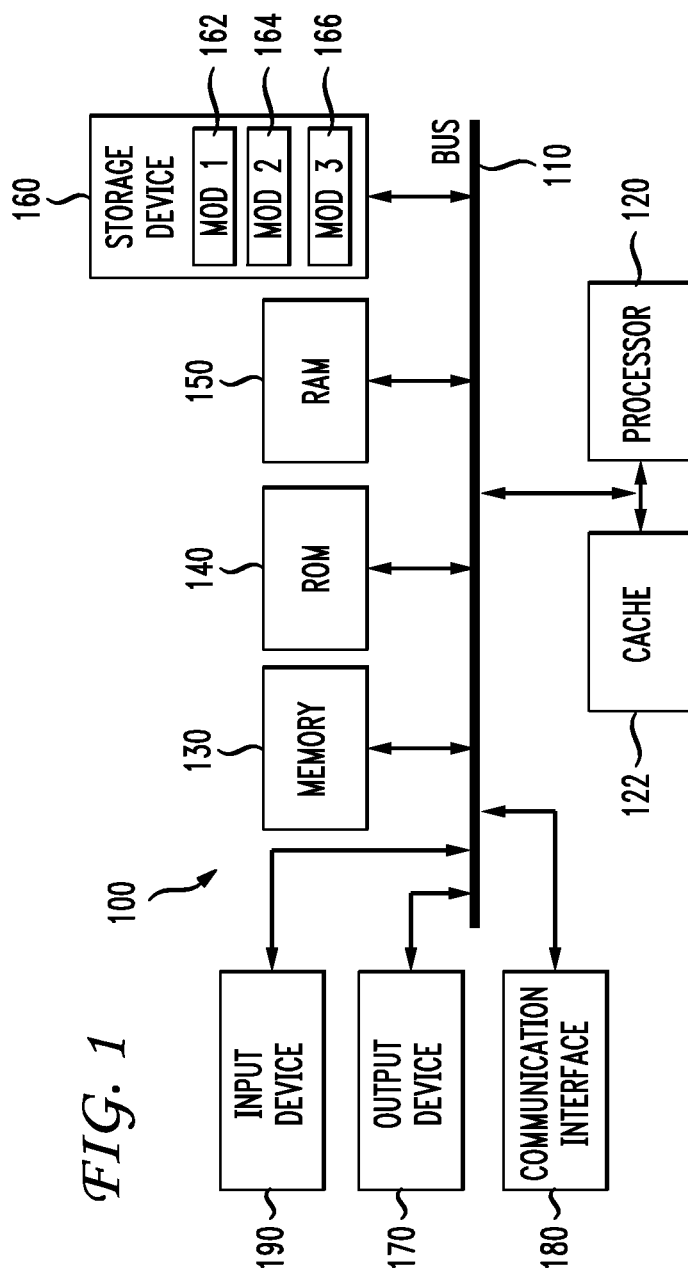 FIG. 1
100
160
STORAGE
DEVICE
MOD 1
162
MOD 2
164
MOD 3
166
150
RAM
140
ROM
130
MEMORY
190
INPUT
DEVICE
170
OUTPUT
DEVICE
180
COMMUNICATION
INTERFACE
BUS
110
120
PROCESSOR
122
CACHE